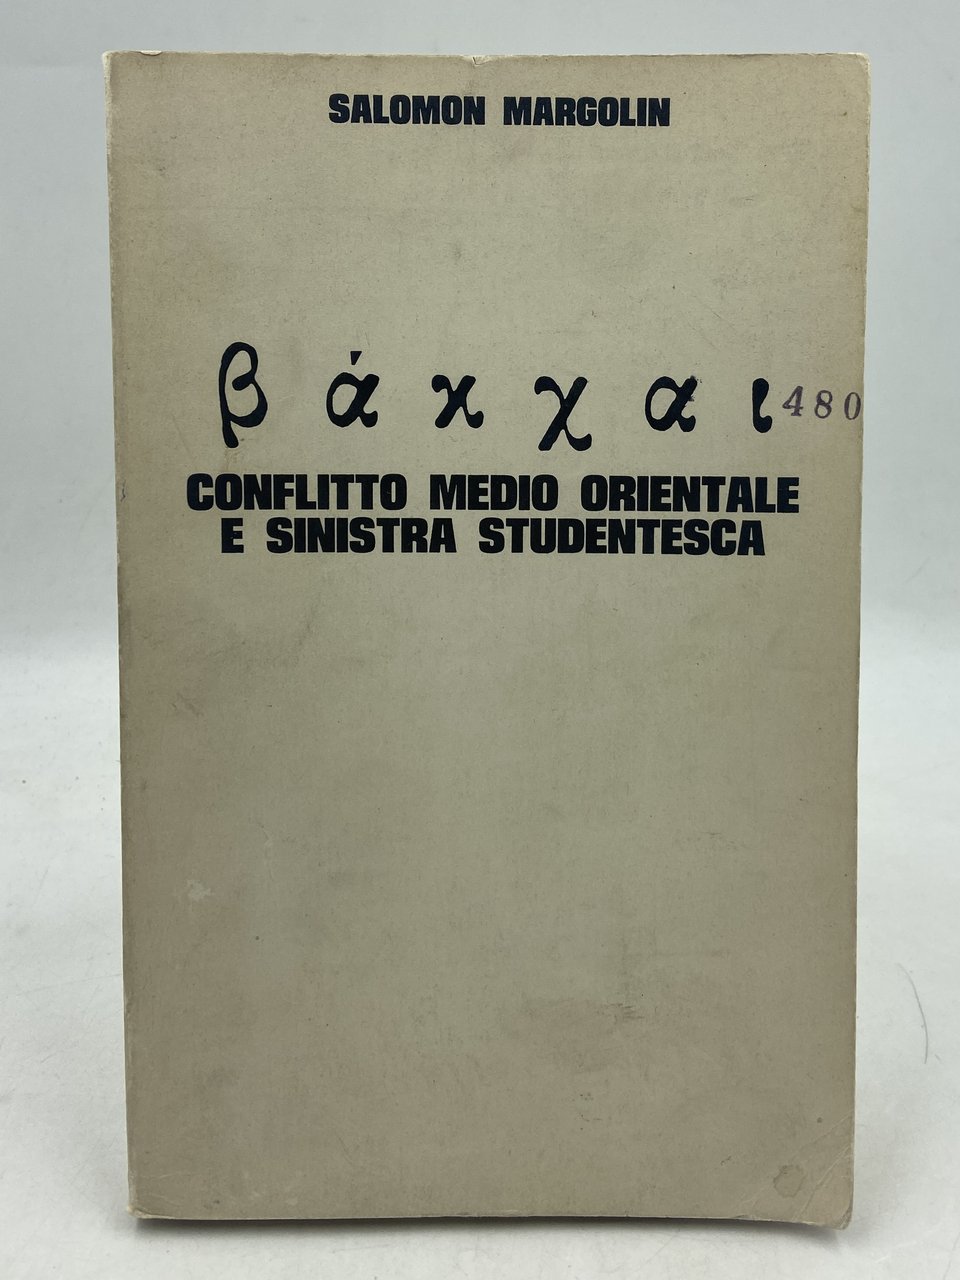 SALOMON MARGOLIN
βάκχαι
480
CONFLITTO MEDIO ORIENTALE
E SINISTRA STUDENTESCA